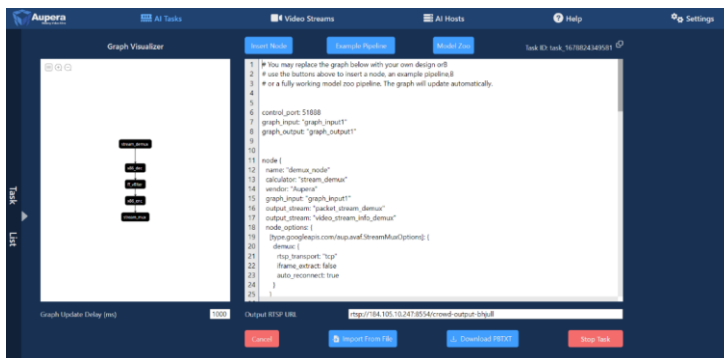 Aupera
AI Tasks
Video Streams
AI Hosts
Help
Settings
Graph Visualizer
Insert Node
Example Pipeline
Model Zoo
Task ID: task_1678824349581
1 # You may replace the graph below with your own design or8
2 # use the buttons above to insert a node, an example pipeline,8
3 # or a fully working model zoo pipeline. The graph will update automatically.
4
5
6 control_port: 51888
7 graph_input: "graph_input1"
8 graph_output: "graph_output1"
9
10
11 node {
12 name: "demux_node"
13 calculator: "stream_demux"
14 vendor: "Aupera"
15 graph_input: "graph_input1"
16 output_stream: "packet_stream_demux"
17 output_stream: "video_stream_info_demux"
18 node_options: {
19 [type.googleapis.com/aup.avaf.StreamMuxOptions]: {
20 demux: {
21 rtsp_transport: "tcp"
22 iframe_extract: false
23 auto_reconnect: true
24 }
25 }
stream_demux
x86_dec
ff_vfilter
x86_enc
stream_mux
Task List
Graph Update Delay (ms)
1000
Output RTSP URL
rtsp://184.105.10.247:8554/crowd-output-bhjull
Cancel
Import From File
Download PBTXT
Stop Task